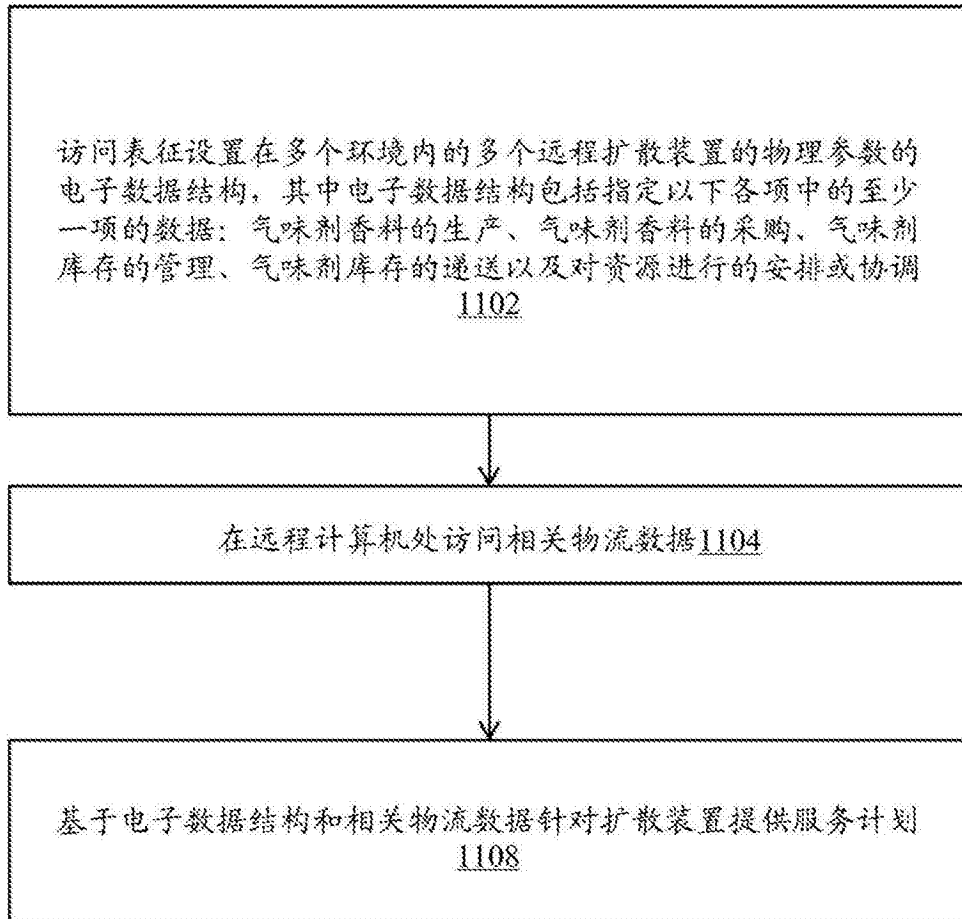 访问表征设置在多个环境内的多个远程扩散装置的物理参数的
电子数据结构，其中电子数据结构包括指定以下各项中的至少
一项的数据：气味剂香料的生产、气味剂香料的采购、气味剂
库存的管理、气味剂库存的递送以及对资源进行的安排或协调
1102
在远程计算机处访问相关物流数据1104
基于电子数据结构和相关物流数据针对扩散装置提供服务计划
1108